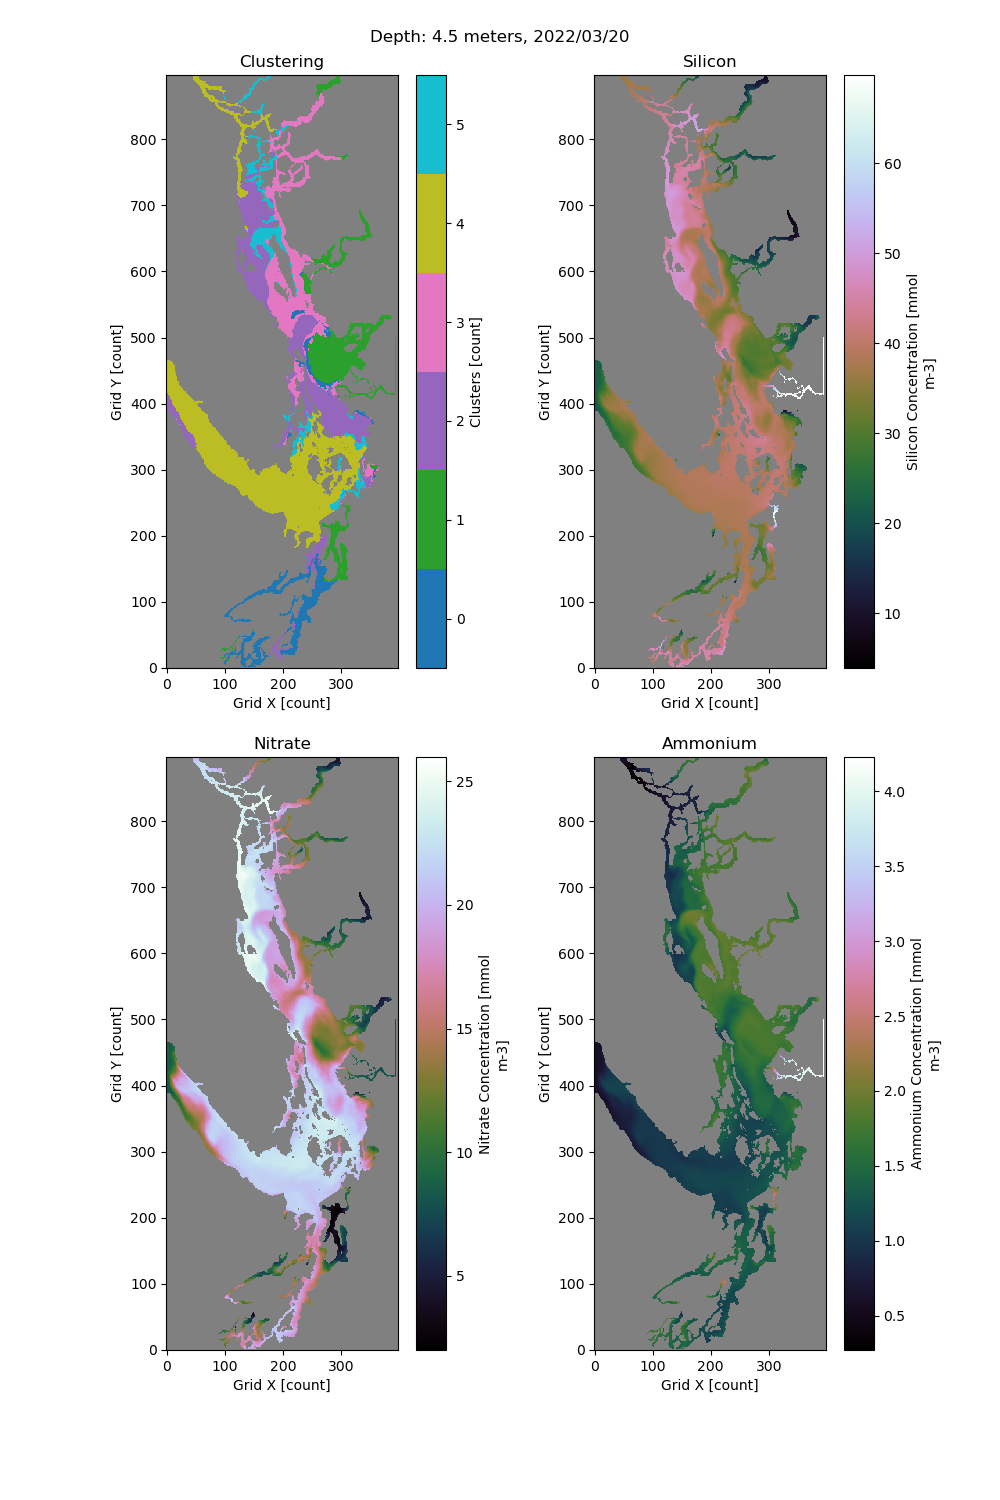 Depth: 4.5 meters, 2022/03/20
Clustering
Silicon
800
700
600
500
400
300
200
100
0
Grid Y [count]
0 100 200 300
Grid X [count]
5
4
3
2
1
0
Clusters [count]
800
700
600
500
400
300
200
100
0
Grid Y [count]
0 100 200 300
Grid X [count]
60
50
40
30
20
10
Silicon Concentration [mmol
m-3]
Nitrate
Ammonium
800
700
600
500
400
300
200
100
0
Grid Y [count]
0 100 200 300
Grid X [count]
25
20
15
10
5
Nitrate Concentration [mmol
m-3]
800
700
600
500
400
300
200
100
0
Grid Y [count]
0 100 200 300
Grid X [count]
4.0
3.5
3.0
2.5
2.0
1.5
1.0
0.5
Ammonium Concentration [mmol
m-3]